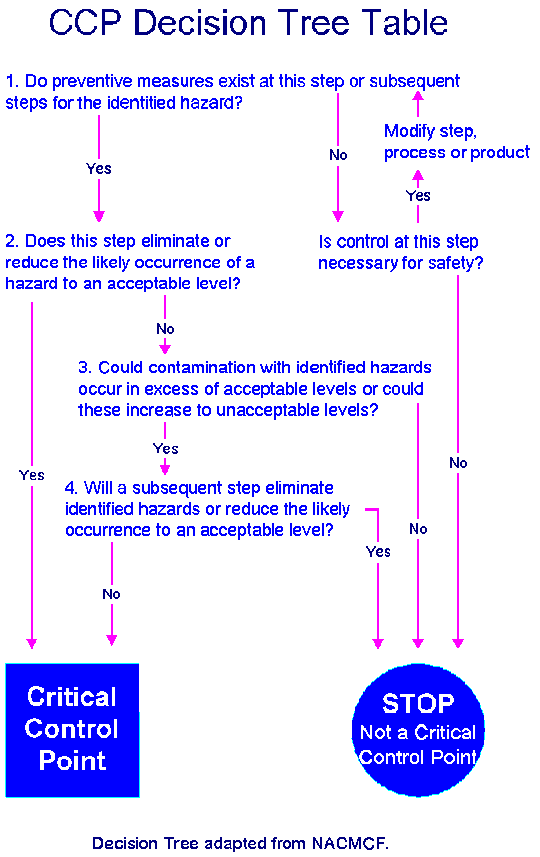 CCP Decision Tree Table
1. Do preventive measures exist at this step or subsequent
steps for the identitied hazard?
Modify step,
process or product
Yes
No
Yes
2. Does this step eliminate or
reduce the likely occurrence of a
hazard to an acceptable level?
Is control at this step
necessary for safety?
No
3. Could contamination with identified hazards
occur in excess of acceptable levels or could
these increase to unacceptable levels?
Yes
No
Yes
4. Will a subsequent step eliminate
identified hazards or reduce the likely
occurrence to an acceptable level?
No
Yes
No
Critical
Control
Point
STOP
Not a Critical
Control Point
Decision Tree adapted from NACMCF.